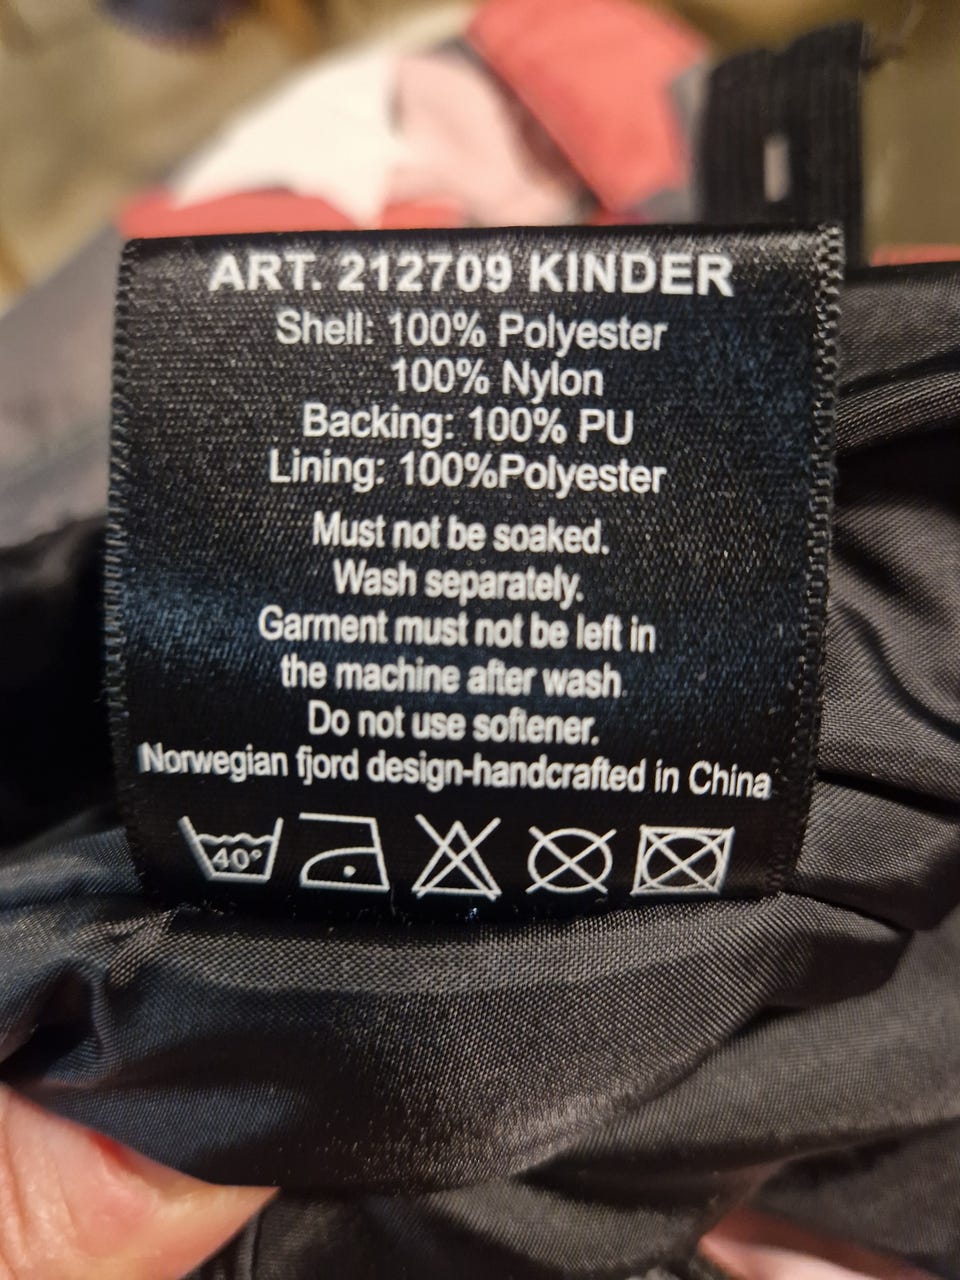 ART. 212709 KINDER
Shell: 100% Polyester
100% Nylon
Backing: 100% PU
Lining: 100%Polyester
Must not be soaked.
Wash separately.
Garment must not be left in
the machine after wash
Do not use softener.
Norwegian fjord design-handcrafted in China
40°